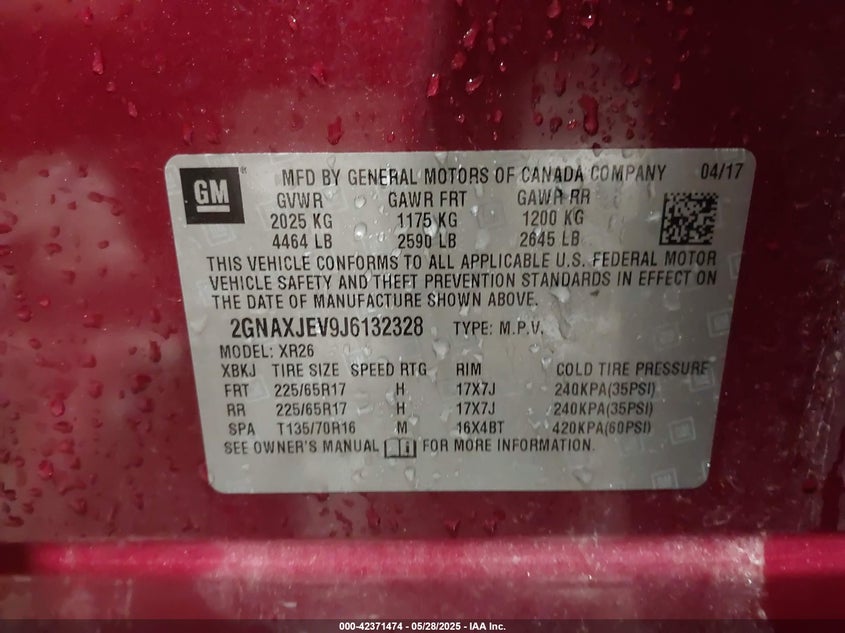 GM
MFD BY GENERAL MOTORS OF CANADA COMPANY 04/17
GVWR GAWR FRT GAWR RR
2025 KG 1175 KG 1200 KG
4464 LB 2590 LB 2645 LB
THIS VEHICLE CONFORMS TO ALL APPLICABLE U.S. FEDERAL MOTOR
VEHICLE SAFETY AND THEFT PREVENTION STANDARDS IN EFFECT ON
THE DATE OF MANUFACTURE SHOWN ABOVE.
2GNAXJEV9J6132328 TYPE: M.P.V.
MODEL: XR26
XBKJ TIRE SIZE SPEED RTG RIM COLD TIRE PRESSURE
FRT 225/65R17 H 17X7J 240KPA(35PSI)
RR 225/65R17 H 17X7J 240KPA(35PSI)
SPA T135/70R16 M 16X4BT 420KPA(60PSI)
SEE OWNER'S MANUAL FOR MORE INFORMATION.
000-42371474 | 05/28/2025 - IAA Inc.